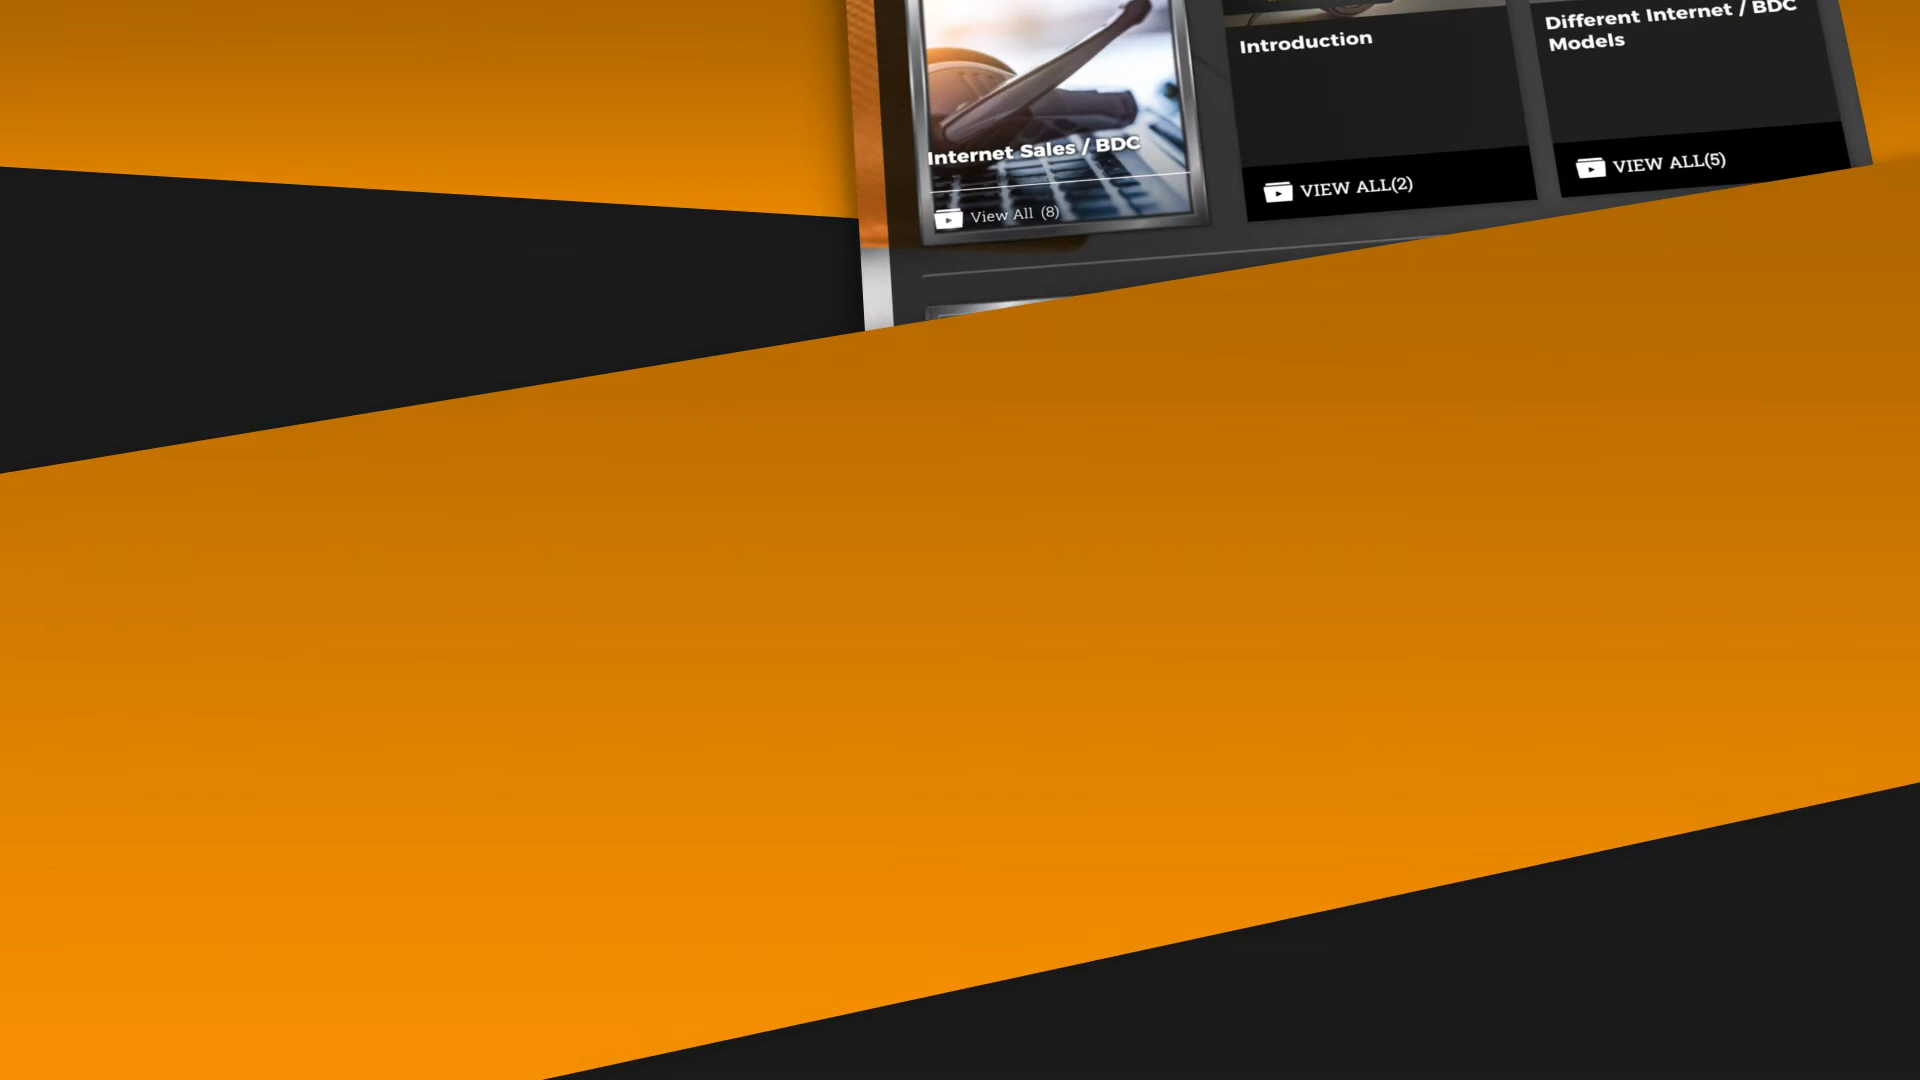 Internet Sales / BDC
View All (8)
Introduction
VIEW ALL(2)
Different Internet / BDC
Models
VIEW ALL(5)